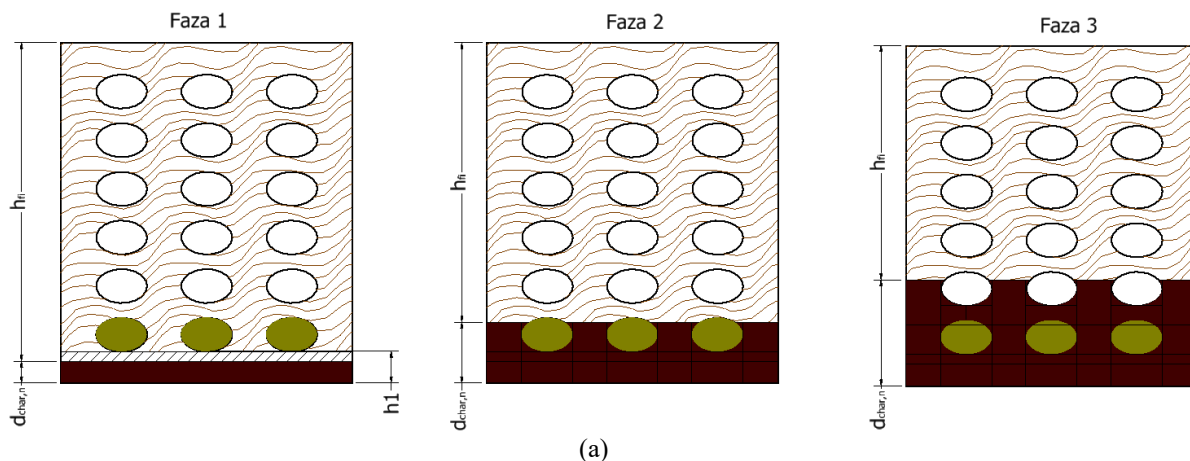 Faza 1
Faza 2
Faza 3
hfi
dchar,n
h1
hfi
dchar,n
hfi
dchar,n
(a)